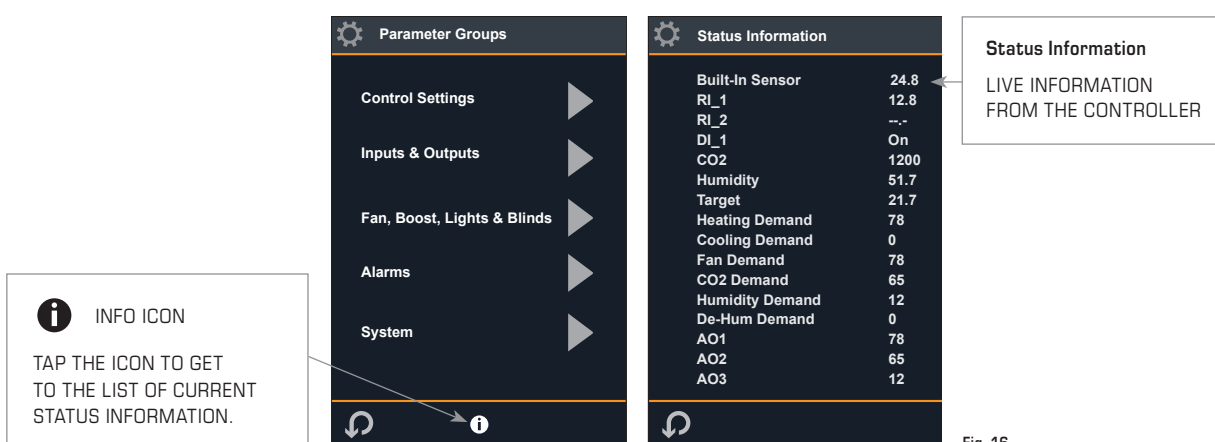 Parameter Groups
Control Settings
Inputs & Outputs
Fan, Boost, Lights & Blinds
Alarms
System
i
i INFO ICON
TAP THE ICON TO GET
TO THE LIST OF CURRENT
STATUS INFORMATION.
Status Information
Built-In Sensor 24.8
RI_1 12.8
RI_2 --.-
DI_1 On
CO2 1200
Humidity 51.7
Target 21.7
Heating Demand 78
Cooling Demand 0
Fan Demand 78
CO2 Demand 65
Humidity Demand 12
De-Hum Demand 0
AO1 78
AO2 65
AO3 12
Status Information
LIVE INFORMATION
FROM THE CONTROLLER
Fig. 16